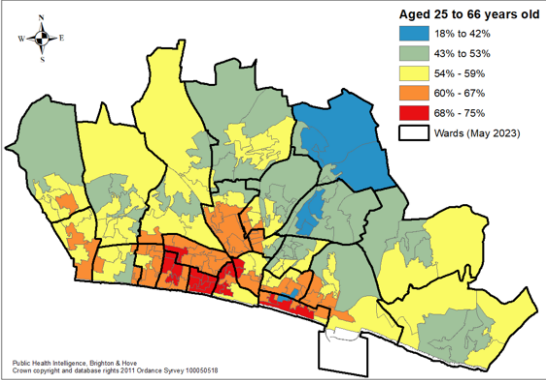 Aged 25 to 66 years old
N
W
E
S
18% to 42%
43% to 53%
54% - 59%
60% - 67%
68% - 75%
Wards (May 2023)
Public Health Intelligence, Brighton & Hove
Crown copyright and database rights 2011 Ordance Syrvey 100050518